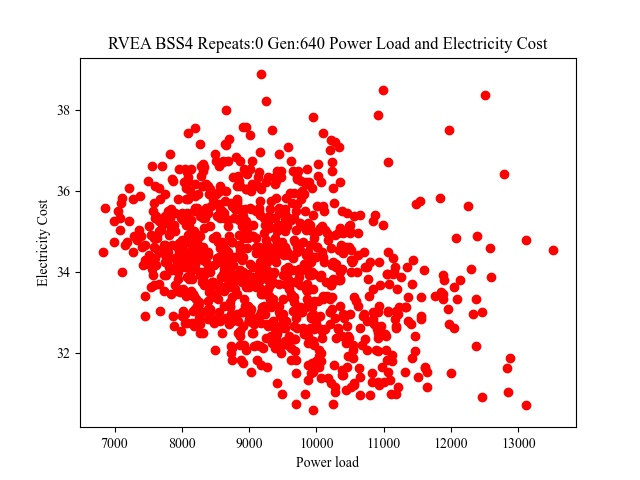 RVEA BSS4 Repeats:0 Gen:640 Power Load and Electricity Cost
38
36
34
32
Electricity Cost
7000 8000 9000 10000 11000 12000 13000
Power load